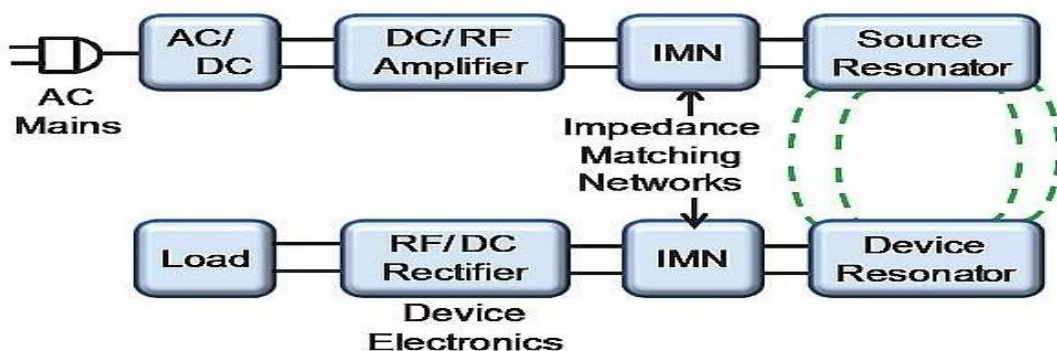 AC/
DC
DC/RF
Amplifier
IMN
Source
Resonator
AC
Mains
Impedance
Matching
Networks
Load
RF/DC
Rectifier
IMN
Device
Resonator
Device
Electronics